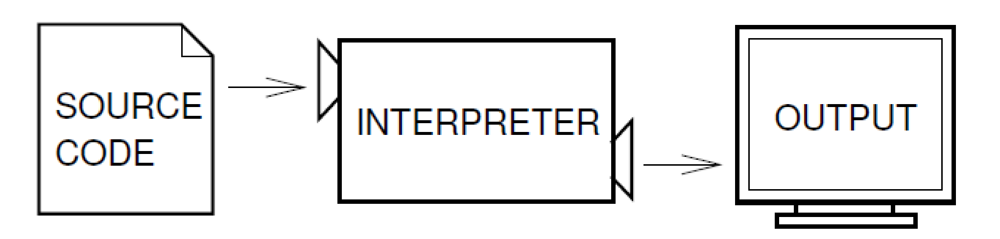 SOURCE
CODE
INTERPRETER
OUTPUT